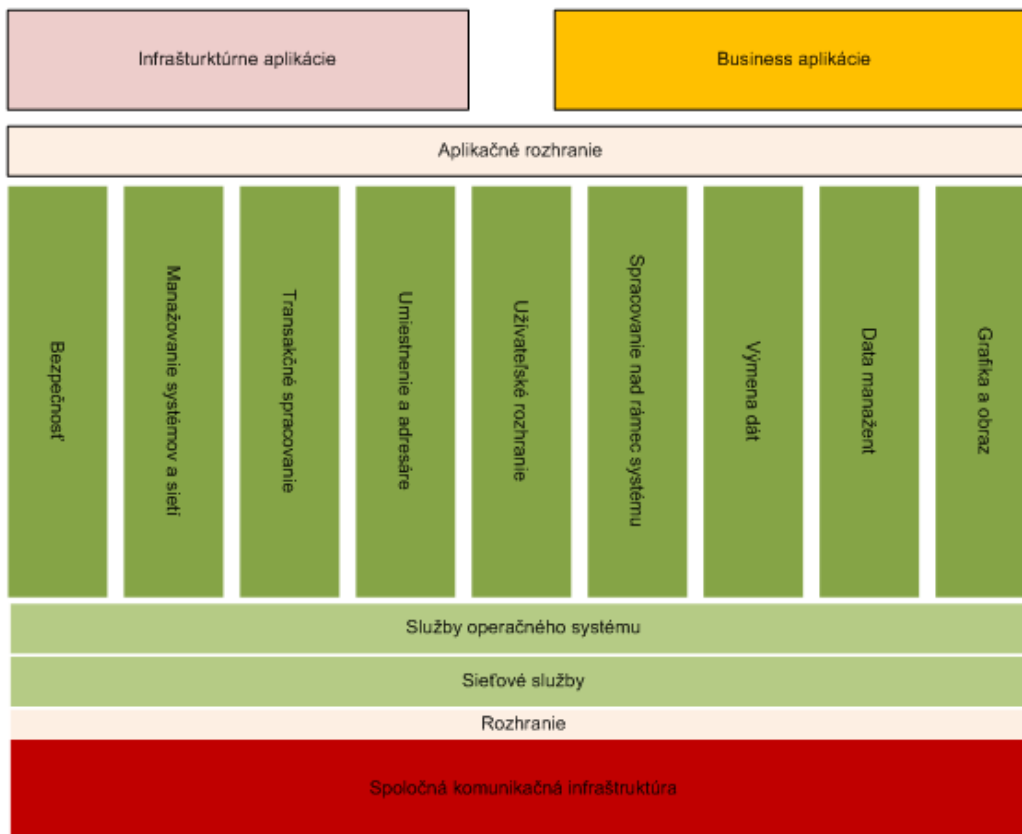 Infrašturktúrne aplikácie
Business aplikácie
Aplikačné rozhranie
Bezpečnosť
Manažovanie systémov a sieti
Transakčné spracovanie
Umiestnenie a adresáre
Užívateľské rozhranie
Spracovanie nad rámec systému
Výmena dát
Data manažent
Grafika a obraz
Služby operačného systému
Sieťové služby
Rozhranie
Spoločná komunikačná infraštruktúra